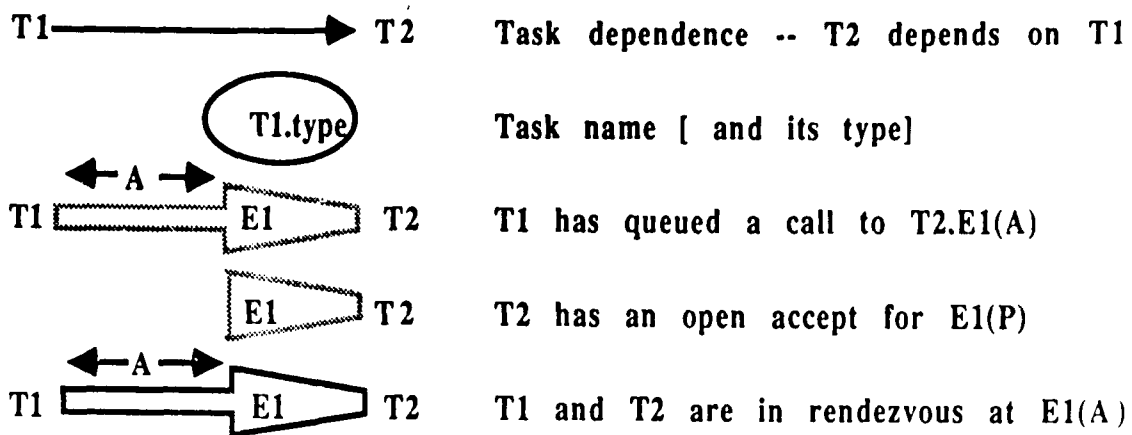 T1 T2 Task dependence -- T2 depends on T1
T1.type Task name [ and its type]
A
T1 E1 T2 T1 has queued a call to T2.E1(A)
E1 T2 T2 has an open accept for E1(P)
A
T1 E1 T2 T1 and T2 are in rendezvous at E1(A)